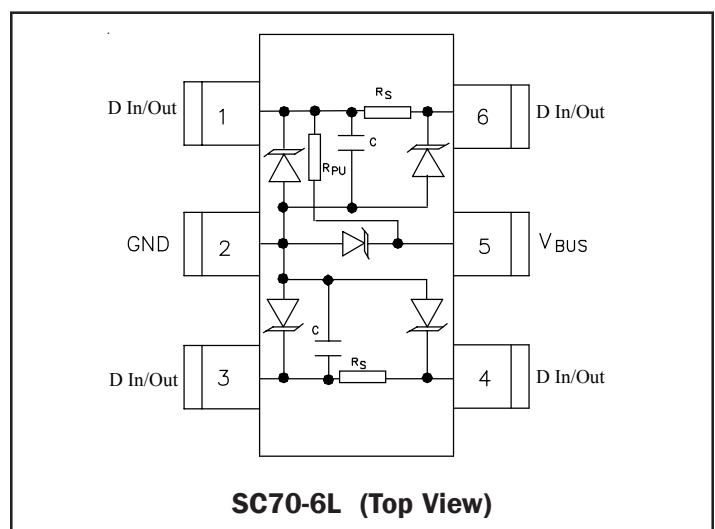 D In/Out 1 RS 6 D In/Out
C
RPU
GND 2 5 VBUS
C
D In/Out 3 RS 4 D In/Out
SC70-6L (Top View)